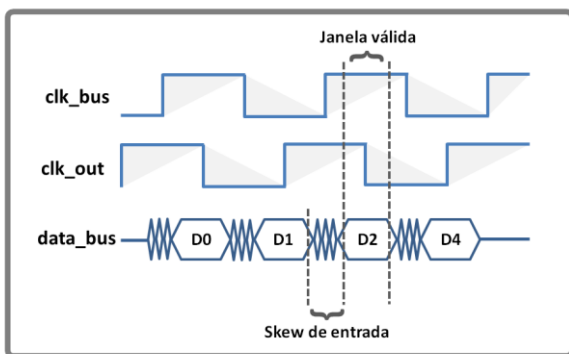 Janela válida
clk_bus
clk_out
data_bus
D0 D1 D2 D4
Skew de entrada